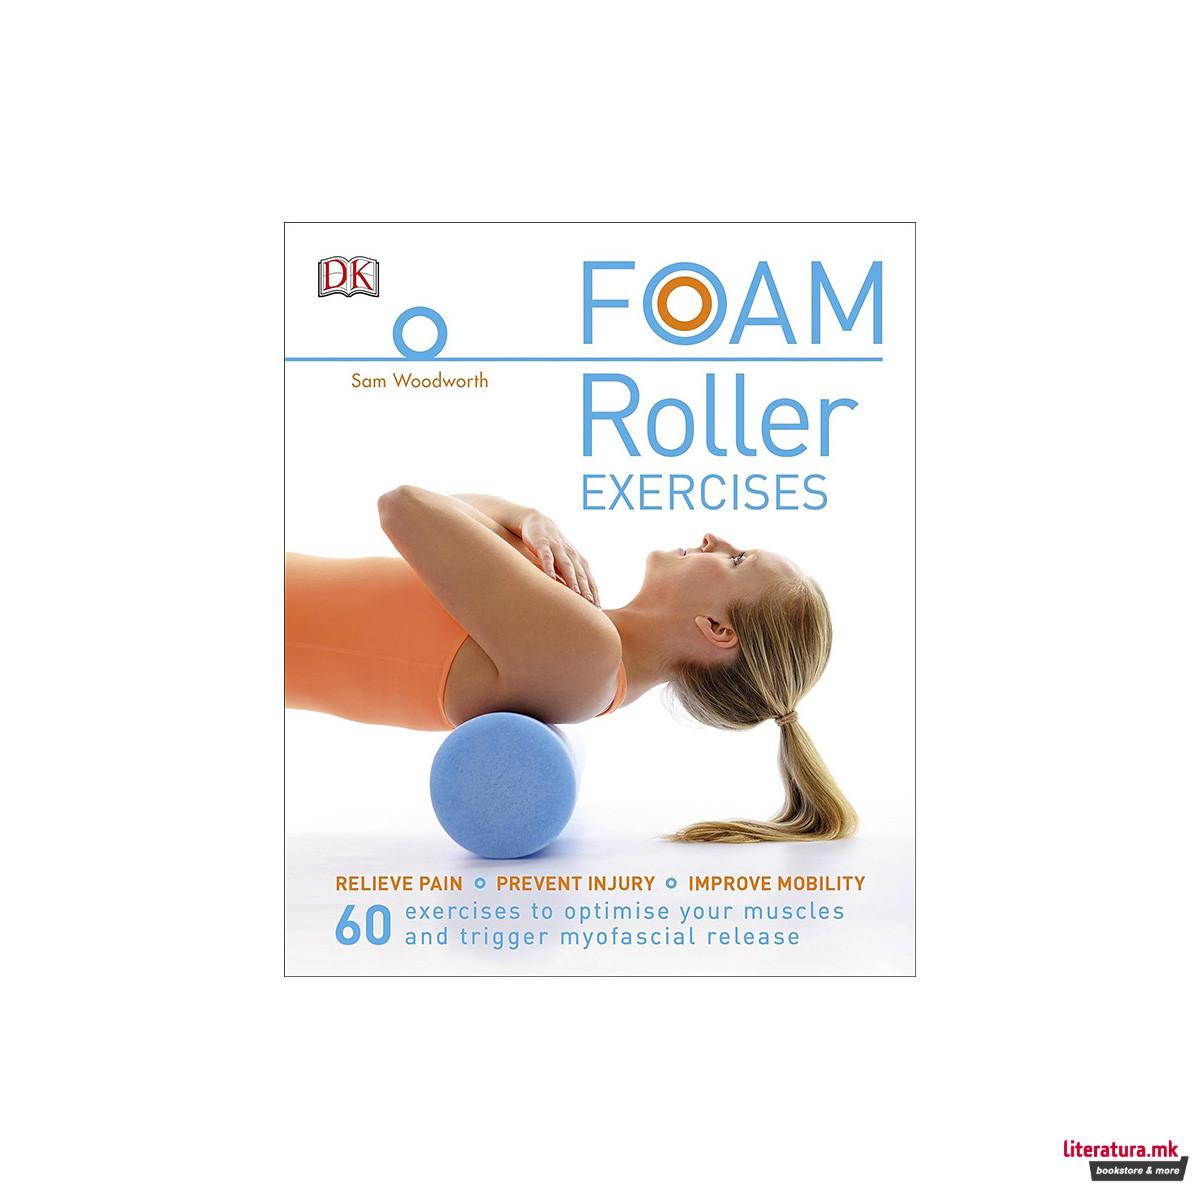 DK
FOAM
Sam Woodworth
Roller
EXERCISES
RELIEVE PAIN PREVENT INJURY IMPROVE MOBILITY
60 exercises to optimise your muscles
and trigger myofascial release
literatura.mk
bookstore & more